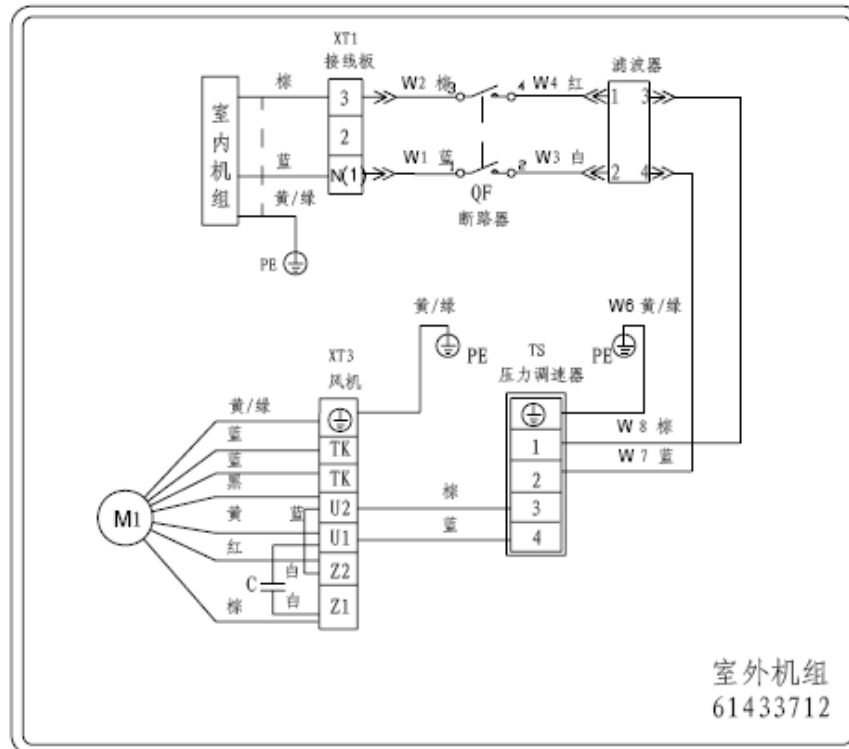 XT1
接线板
滤波器
室内机组
棕
蓝
黄/绿
PE
3
2
N(1)
W2 棕
3
4
W4 红
1
3
W1 蓝
1
2
W3 白
2
4
QF
断路器
黄/绿
PE
W6 黄/绿
PE
XT3
风机
TS
压力调速器
黄/绿
蓝
蓝
黑
黄
红
棕
M1
TK
TK
U2
U1
Z2
Z1
蓝
C
白
白
棕
蓝
1
2
3
4
W8 棕
W7 蓝
室外机组
61433712